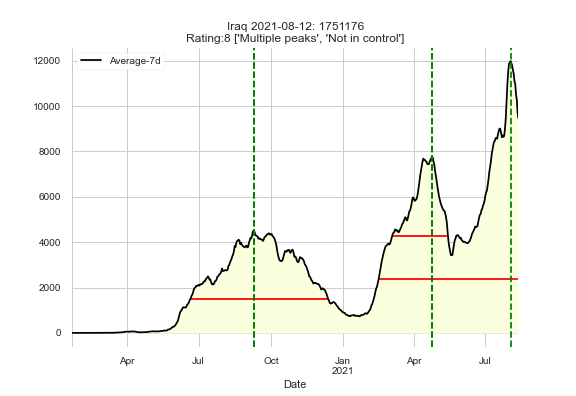 Iraq 2021-08-12: 1751176
Rating:8 ['Multiple peaks', 'Not in control']
Average-7d
12000
10000
8000
6000
4000
2000
0
Apr Jul Oct Jan Apr Jul
2021
Date